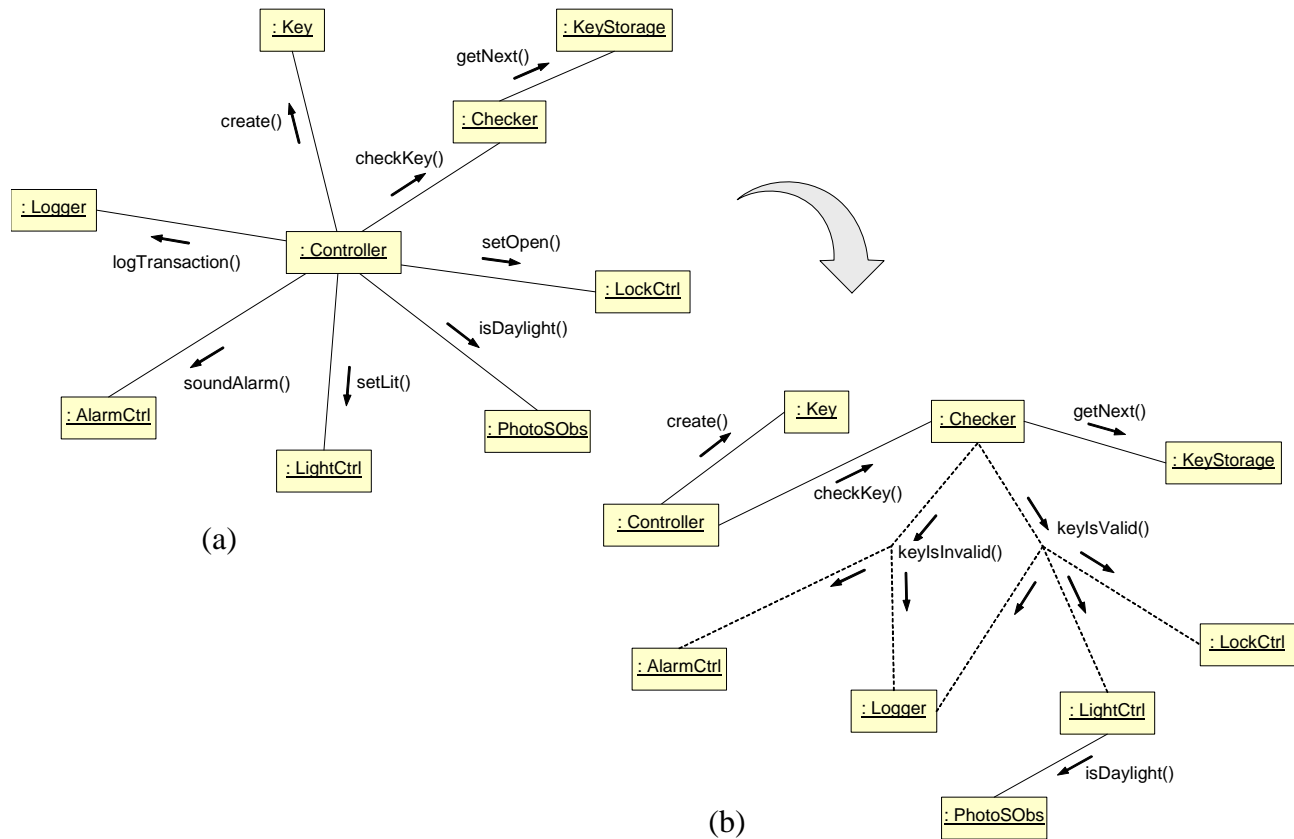 : Key
: KeyStorage
getNext()
: Checker
create()
checkKey()
: Logger
: Controller
setOpen()
logTransaction()
: LockCtrl
isDaylight()
soundAlarm()
setLit()
: AlarmCtrl
: PhotoSObs
: LightCtrl
(a)
: Key
: Checker
getNext()
create()
: KeyStorage
checkKey()
: Controller
keyIsValid()
keyIsInvalid()
: AlarmCtrl
: LockCtrl
: Logger
: LightCtrl
isDaylight()
: PhotoSObs
(b)